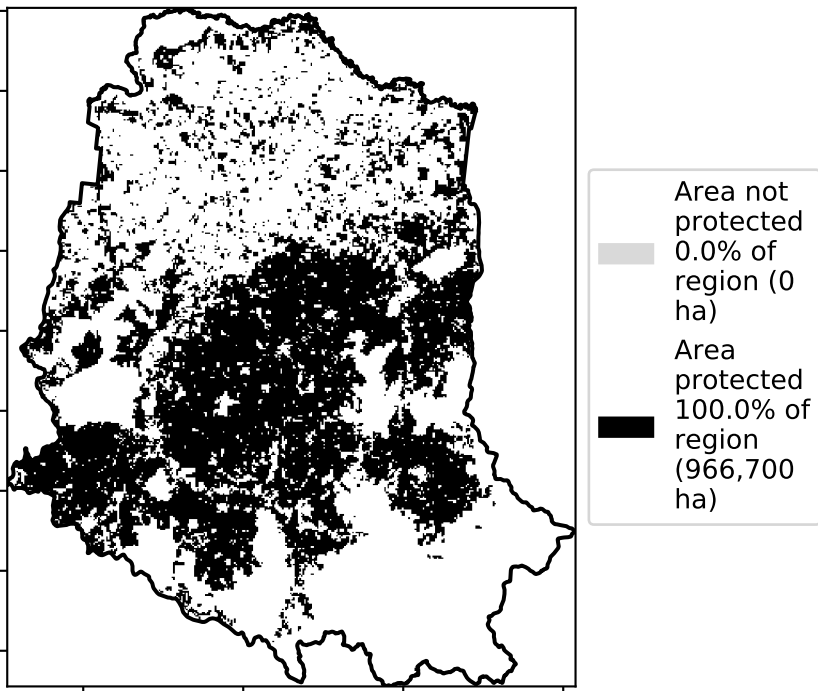 Area not
protected
0.0% of
region (0
ha)
Area
protected
100.0% of
region
(966,700
ha)